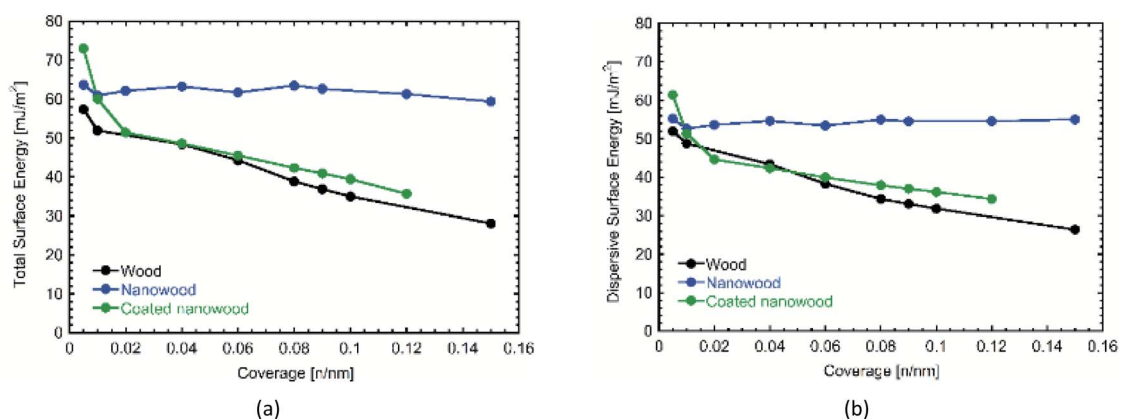 80
70
60
50
40
30
20
10
0
Total Surface Energy [mJ/m²]
Wood
Nanowood
Coated nanowood
0 0.02 0.04 0.06 0.08 0.1 0.12 0.14 0.16
Coverage [n/nm]
(a)
80
70
60
50
40
30
20
10
0
Dispersive Surface Energy [mJ/m⁻²]
Wood
Nanowood
Coated nanowood
0 0.02 0.04 0.06 0.08 0.1 0.12 0.14 0.16
Coverage [n/nm]
(b)